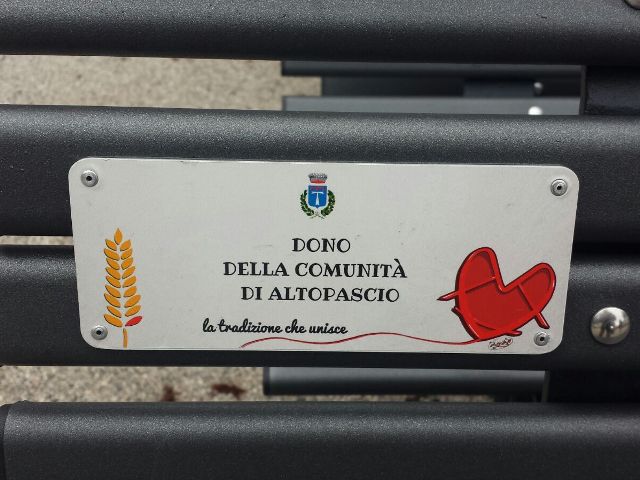 DONO
DELLA COMUNITÀ
DI ALTOPASCIO
la tradizione che unisce